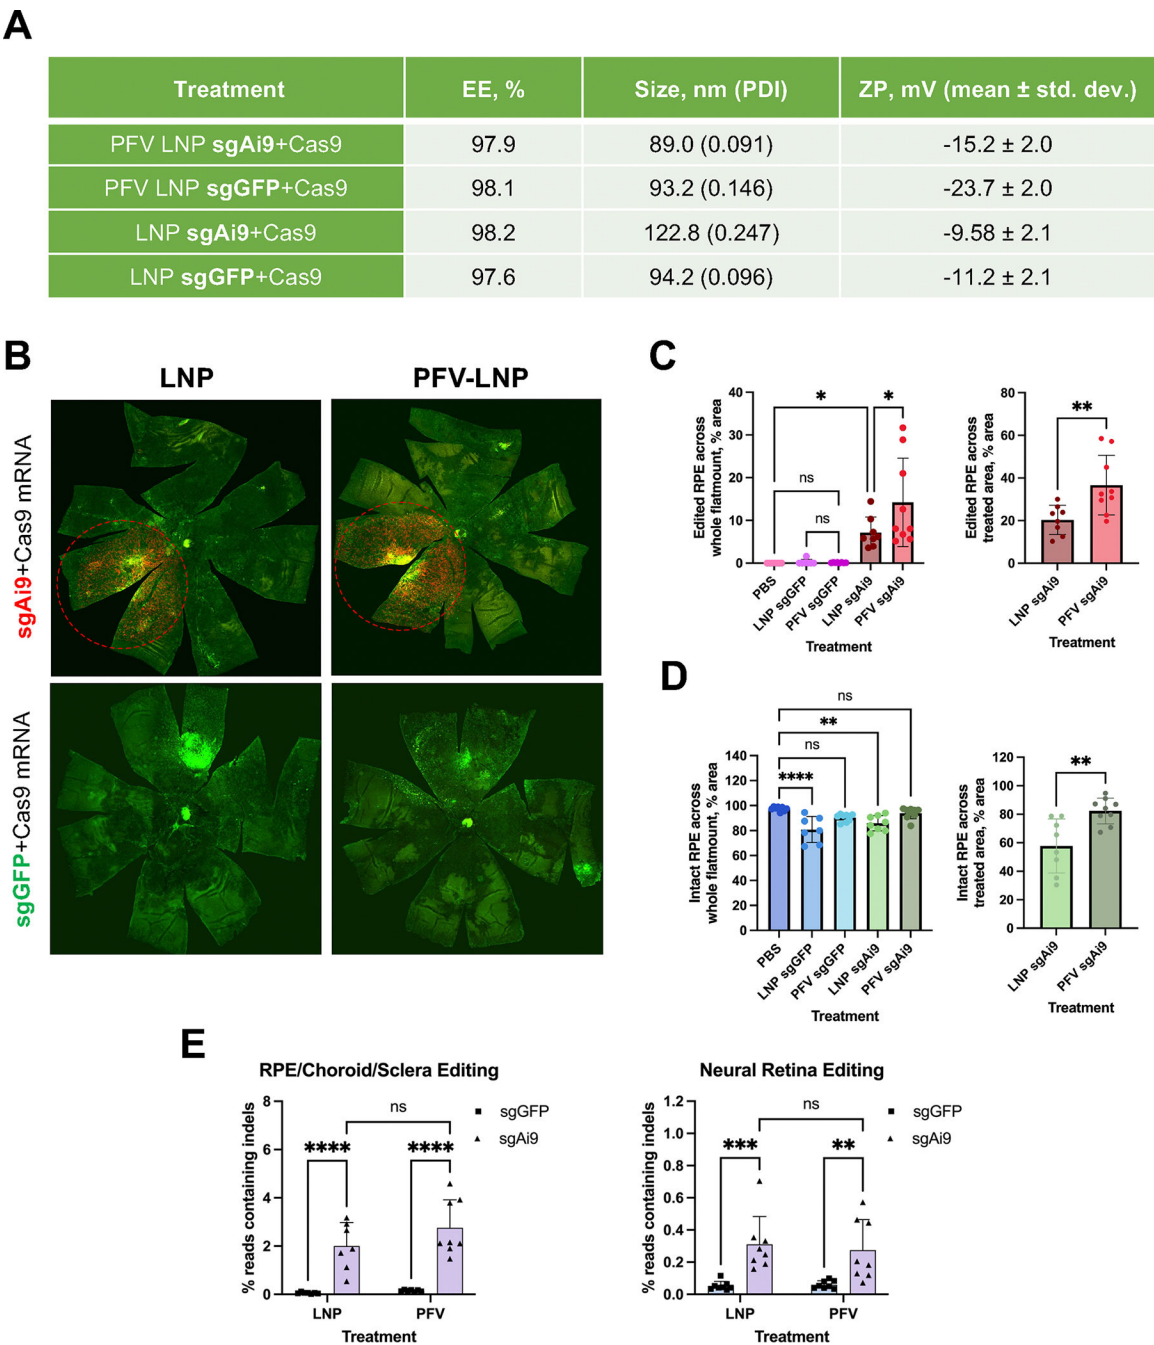 A
Treatment EE, % Size, nm (PDI) ZP, mV (mean ± std. dev.)
PFV LNP sgAi9+Cas9 97.9 89.0 (0.091) -15.2 ± 2.0
PFV LNP sgGFP+Cas9 98.1 93.2 (0.146) -23.7 ± 2.0
LNP sgAi9+Cas9 98.2 122.8 (0.247) -9.58 ± 2.1
LNP sgGFP+Cas9 97.6 94.2 (0.096) -11.2 ± 2.1
B
LNP PFV-LNP
sgAi9+Cas9 mRNA
sgGFP+Cas9 mRNA
C
Edited RPE across
whole flatmount, % area
40
30
20
10
0
*
*
ns
ns
PBS
LNP sgGFP
PFV sgGFP
LNP sgAi9
PFV sgAi9
Treatment
Edited RPE across
treated area, % area
80
60
40
20
0
**
LNP sgAi9
PFV sgAi9
Treatment
D
Intact RPE across
whole flatmount, % area
140
120
100
80
60
40
20
0
ns
**
ns
****
PBS
LNP sgGFP
PFV sgGFP
LNP sgAi9
PFV sgAi9
Treatment
Intact RPE across
treated area, % area
120
100
80
60
40
20
0
**
LNP sgAi9
PFV sgAi9
Treatment
E
RPE/Choroid/Sclera Editing
% reads containing indels
8
6
4
2
0
ns
****
****
sgGFP
sgAi9
LNP PFV
Treatment
Neural Retina Editing
% reads containing indels
1.2
1.0
0.8
0.6
0.4
0.2
0.0
ns
***
**
sgGFP
sgAi9
LNP PFV
Treatment